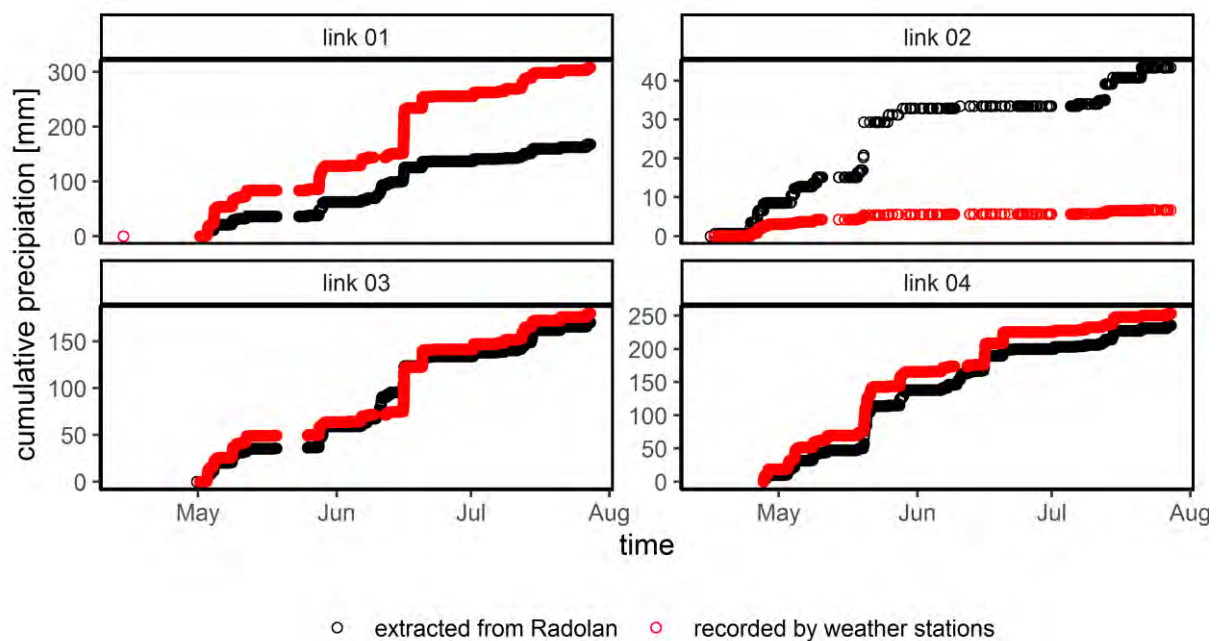 link 01
link 02
300
200
100
0
40
30
20
10
0
link 03
link 04
150
100
50
0
250
200
150
100
50
0
May
Jun
Jul
Aug
May
Jun
Jul
Aug
cumulative precipiation [mm]
time
extracted from Radolan
recorded by weather stations